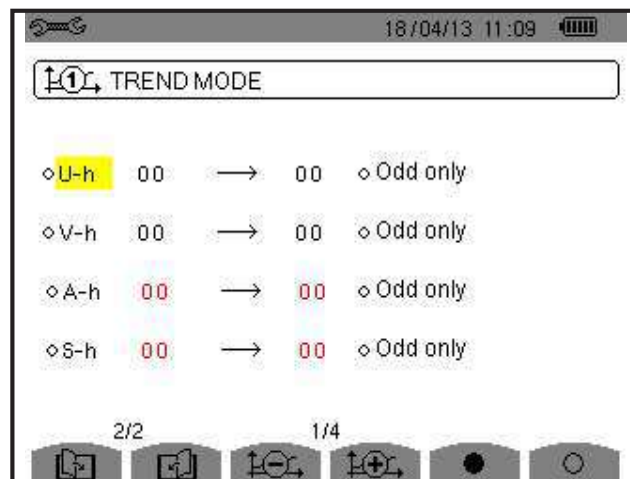 18/04/13 11:09
1 TREND MODE
U-h 00 → 00 Odd only
V-h 00 → 00 Odd only
A-h 00 → 00 Odd only
S-h 00 → 00 Odd only
2/2 1/4